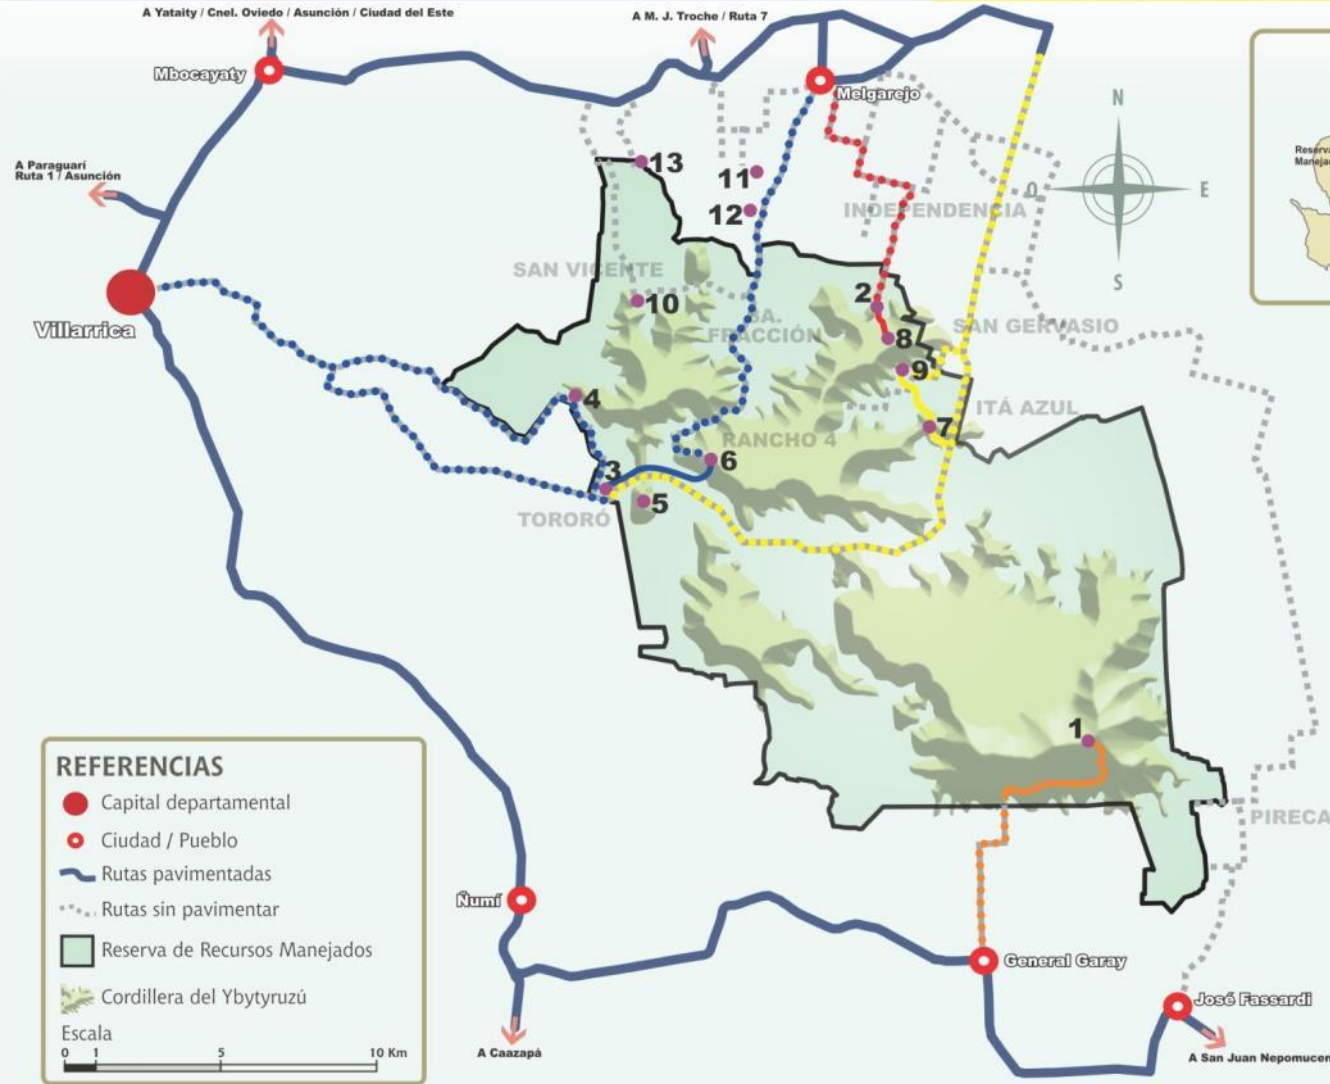 A Yataity / Cnel. Oviedo / Asunción / Ciudad del Este
A M. J. Troche / Ruta 7
Mbocayaty
Melgarejo
N
A Paraguarí
Ruta 1 / Asunción
13
11
12
O
E
INDEPENDENCIA
S
SAN VICENTE
10
2
FRACCIÓN
8
SAN GERVASIO
Villarrica
9
4
7
ITÁ AZUL
RANCHO 4
6
3
5
TORORÓ
1
REFERENCIAS
Capital departamental
Ciudad / Pueblo
Rutas pavimentadas
Rutas sin pavimentar
Reserva de Recursos Manejados
Cordillera del Ybytyruzú
Escala
0 1 5 10 Km
PIRECA
Ñumí
General Garay
José Fassardi
A Caazapá
A San Juan Nepomucen